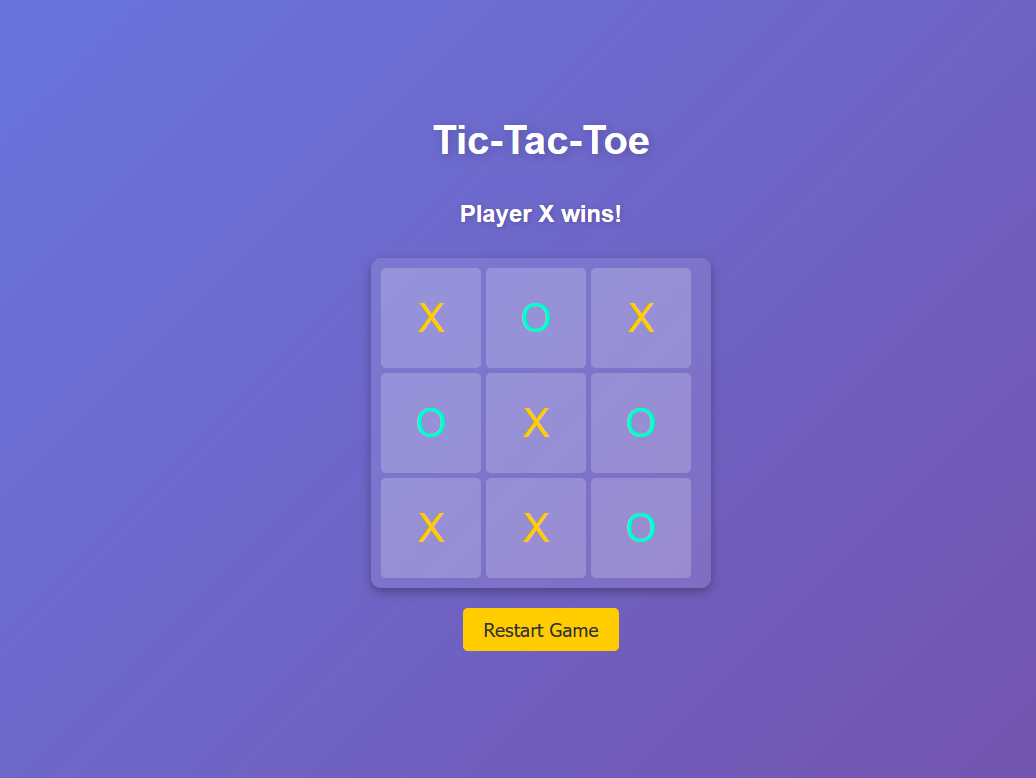 Tic-Tac-Toe
Player X wins!
X O X
O X O
X X O
Restart Game